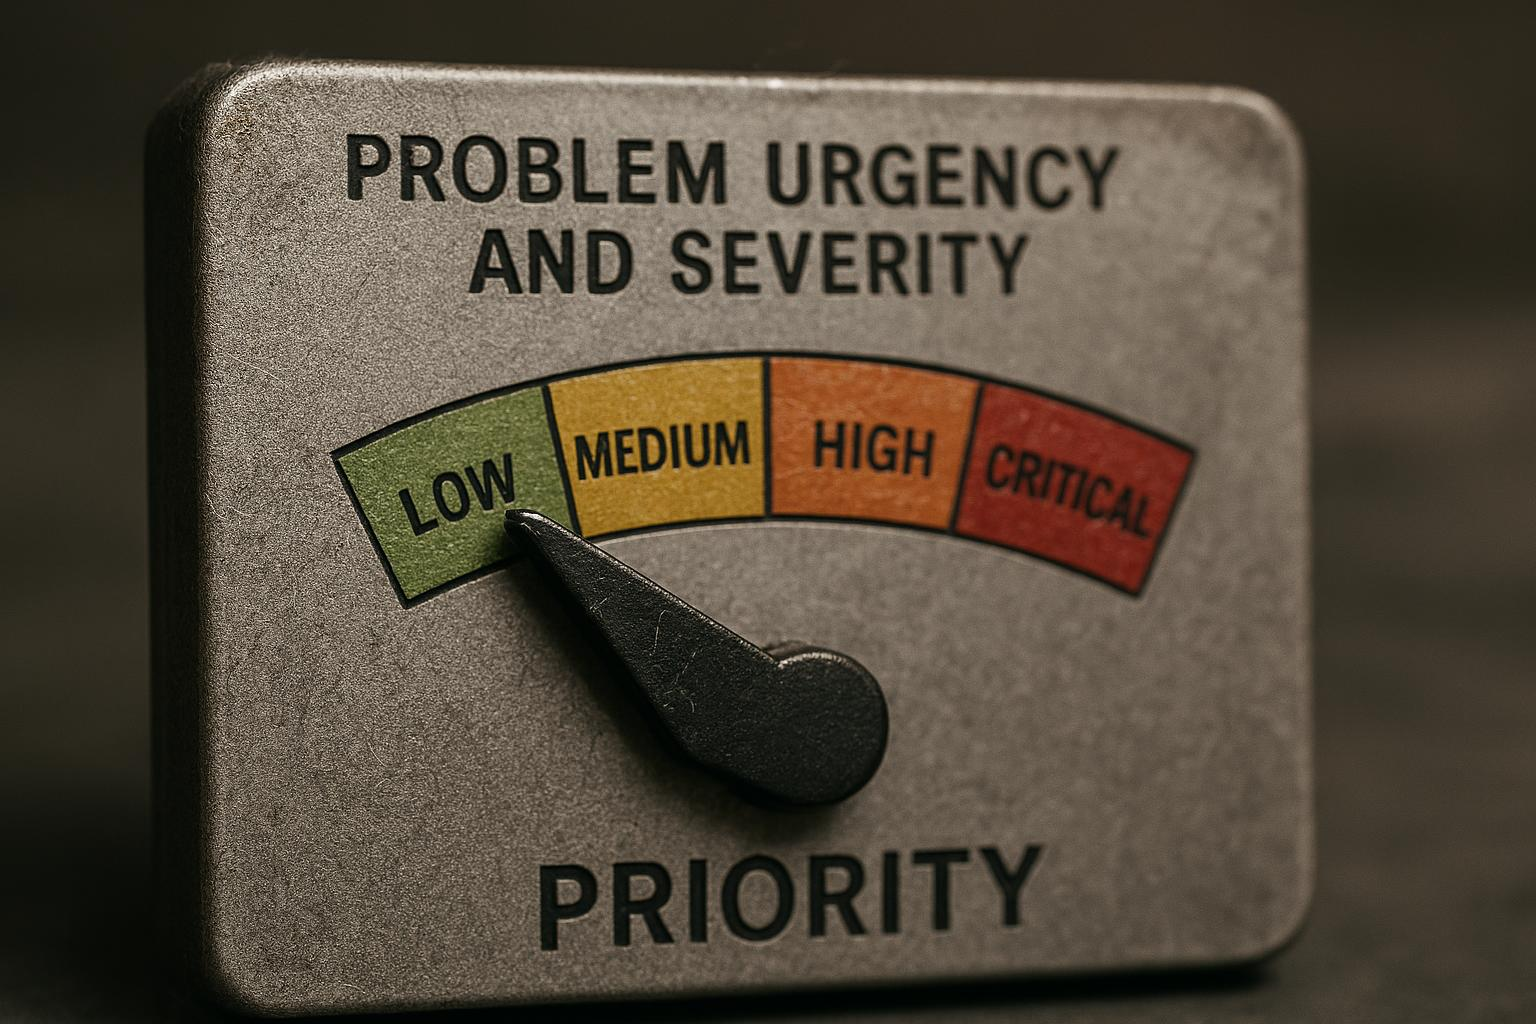 PROBLEM URGENCY
AND SEVERITY
LOW
MEDIUM
HIGH
CRITICAL
PRIORITY